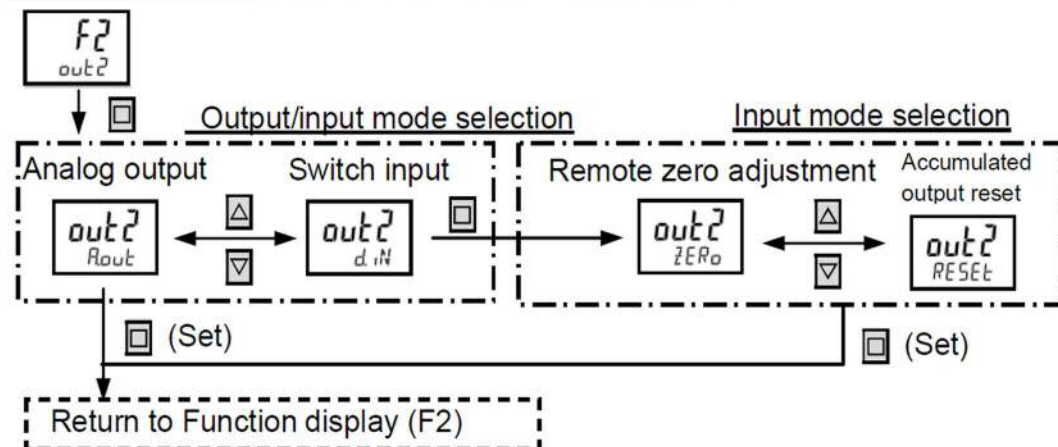 F2
out2
Output/input mode selection
Input mode selection
Analog output
Switch input
Remote zero adjustment
Accumulated
output reset
out2
A.out
out2
d.iN
out2
ZERo
out2
RESEt
(Set)
(Set)
Return to Function display (F2)